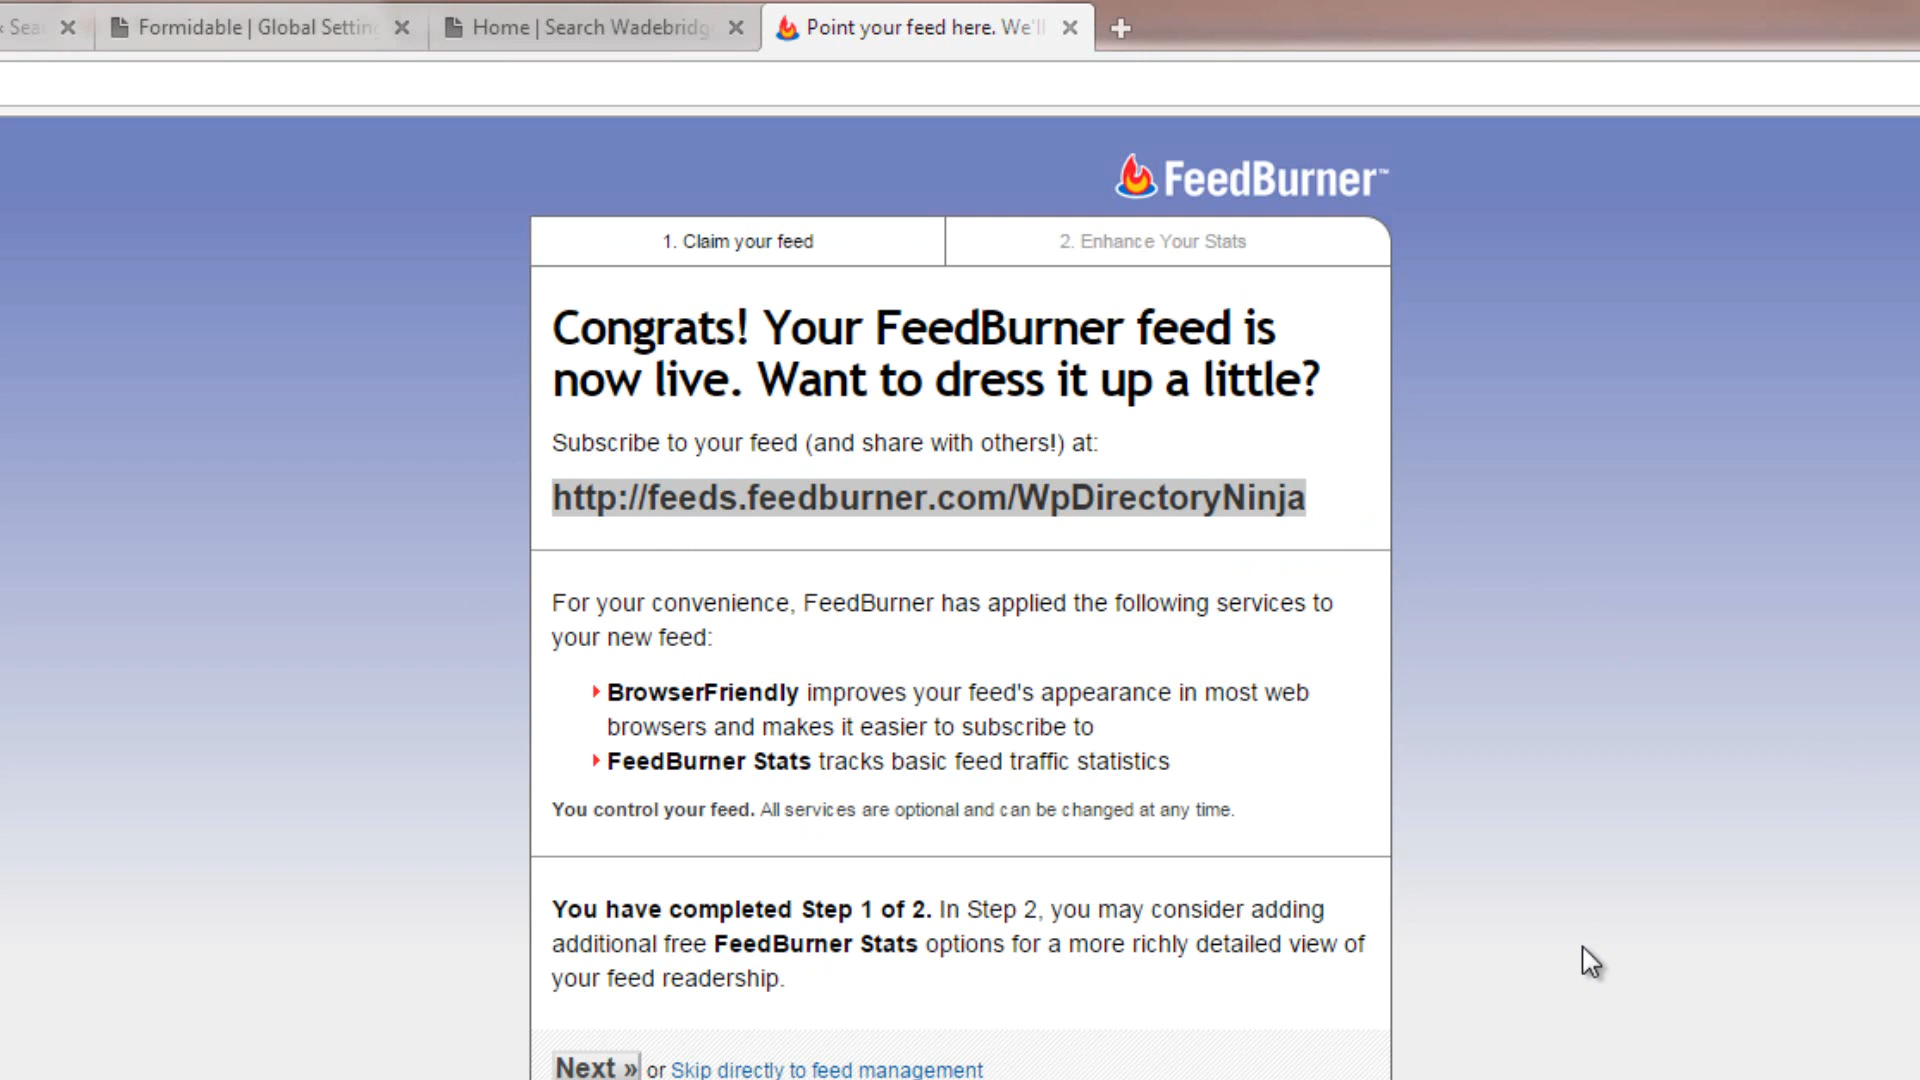 Formidable | Global Settin
Home | Search Wadebridg
Point your feed here. We'll
FeedBurner™
1. Claim your feed
2. Enhance Your Stats
Congrats! Your FeedBurner feed is
now live. Want to dress it up a little?
Subscribe to your feed (and share with others!) at:
http://feeds.feedburner.com/WpDirectoryNinja
For your convenience, FeedBurner has applied the following services to
your new feed:
BrowserFriendly improves your feed's appearance in most web
browsers and makes it easier to subscribe to
FeedBurner Stats tracks basic feed traffic statistics
You control your feed. All services are optional and can be changed at any time.
You have completed Step 1 of 2. In Step 2, you may consider adding
additional free FeedBurner Stats options for a more richly detailed view of
your feed readership.
Next » or Skip directly to feed management